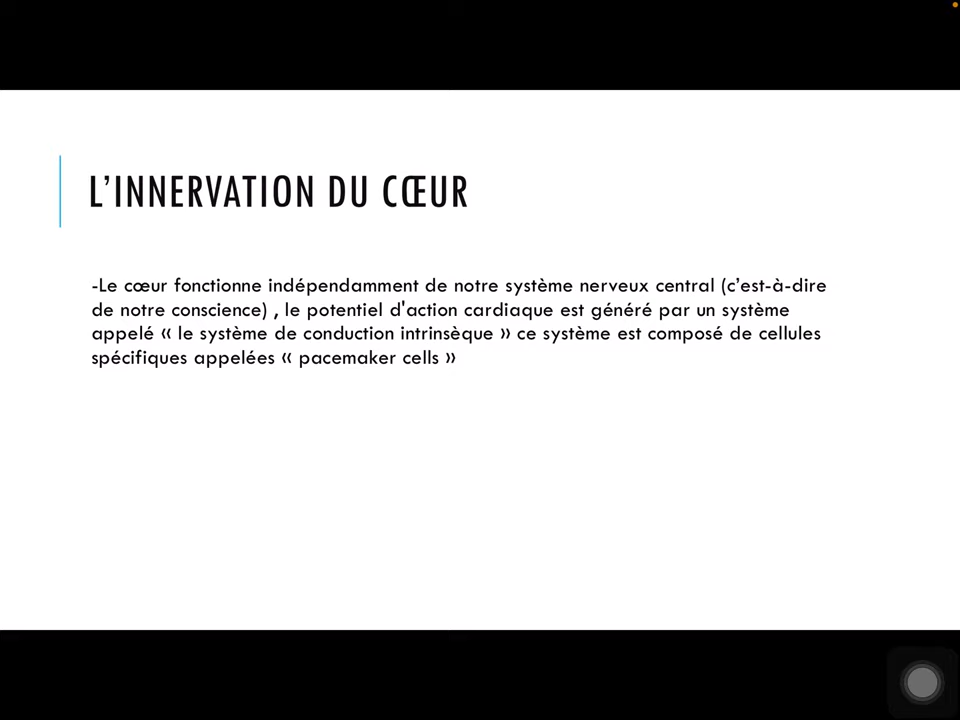 L'INNERVATION DU CŒUR
-Le cœur fonctionne indépendamment de notre système nerveux central (c'est-à-dire
de notre conscience) , le potentiel d'action cardiaque est généré par un système
appelé « le système de conduction intrinsèque » ce système est composé de cellules
spécifiques appelées « pacemaker cells »